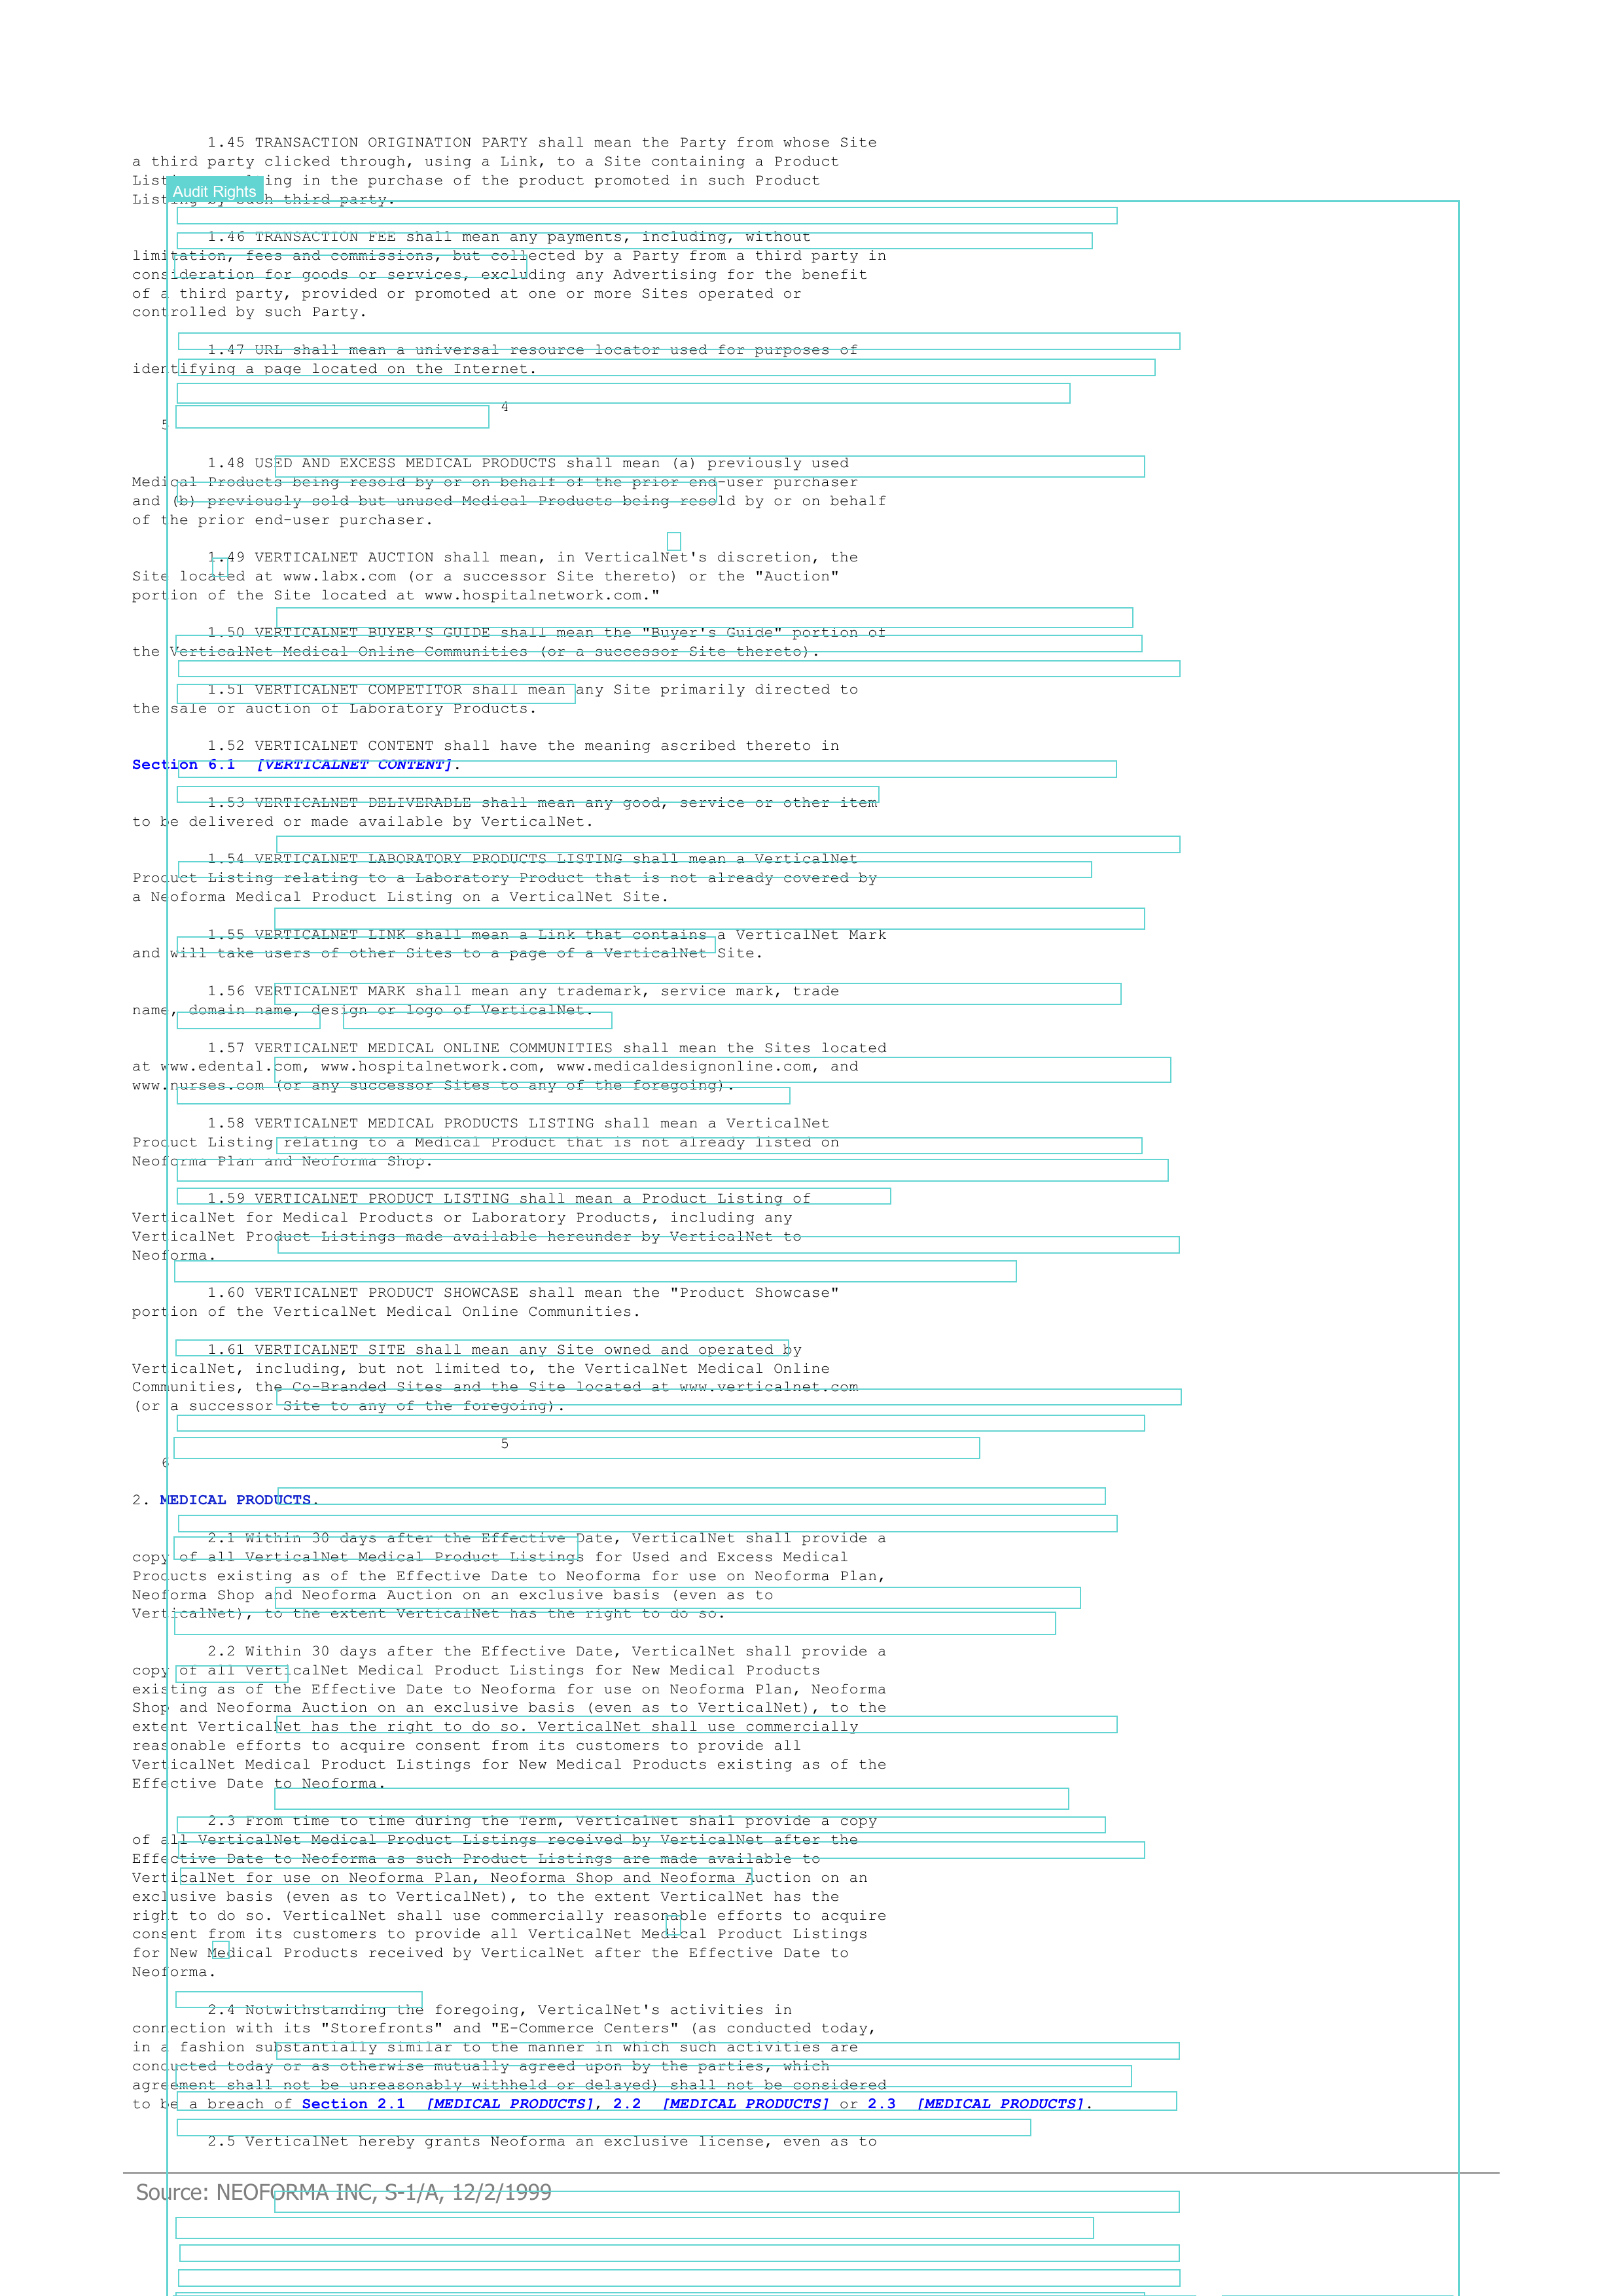 1.45 TRANSACTION ORIGINATION PARTY shall mean the Party from whose Site
a third party clicked through, using a Link, to a Site containing a Product
List ing in the purchase of the product promoted in such Product
Audit Rights
Listing by such third party.
1.46 TRANSACTION FEE shall mean any payments, including, without
limitation, fees and commissions, but collected by a Party from a third party in
consideration for goods or services, excluding any Advertising for the benefit
of a third party, provided or promoted at one or more Sites operated or
controlled by such Party.
1.47 URL shall mean a universal resource locator used for purposes of
identifying a page located on the Internet.
4
5
1.48 USED AND EXCESS MEDICAL PRODUCTS shall mean (a) previously used
Medical Products being resold by or on behalf of the prior end-user purchaser
and (b) previously sold but unused Medical Products being resold by or on behalf
of the prior end-user purchaser.
1.49 VERTICALNET AUCTION shall mean, in VerticalNet's discretion, the
Site located at www.labx.com (or a successor Site thereto) or the "Auction"
portion of the Site located at www.hospitalnetwork.com."
1.50 VERTICALNET BUYER'S GUIDE shall mean the "Buyer's Guide" portion of
the VerticalNet Medical Online Communities (or a successor Site thereto).
1.51 VERTICALNET COMPETITOR shall mean any Site primarily directed to
the sale or auction of Laboratory Products.
1.52 VERTICALNET CONTENT shall have the meaning ascribed thereto in
Section 6.1 [VERTICALNET CONTENT].
1.53 VERTICALNET DELIVERABLE shall mean any good, service or other item
to be delivered or made available by VerticalNet.
1.54 VERTICALNET LABORATORY PRODUCTS LISTING shall mean a VerticalNet
Product Listing relating to a Laboratory Product that is not already covered by
a Neoforma Medical Product Listing on a VerticalNet Site.
1.55 VERTICALNET LINK shall mean a Link that contains a VerticalNet Mark
and will take users of other Sites to a page of a VerticalNet Site.
1.56 VERTICALNET MARK shall mean any trademark, service mark, trade
name, domain name, design or logo of VerticalNet.
1.57 VERTICALNET MEDICAL ONLINE COMMUNITIES shall mean the Sites located
at www.edental.com, www.hospitalnetwork.com, www.medicaldesignonline.com, and
www.nurses.com (or any successor Sites to any of the foregoing).
1.58 VERTICALNET MEDICAL PRODUCTS LISTING shall mean a VerticalNet
Product Listing relating to a Medical Product that is not already listed on
Neoforma Plan and Neoforma Shop.
1.59 VERTICALNET PRODUCT LISTING shall mean a Product Listing of
VerticalNet for Medical Products or Laboratory Products, including any
VerticalNet Product Listings made available hereunder by VerticalNet to
Neoforma.
1.60 VERTICALNET PRODUCT SHOWCASE shall mean the "Product Showcase"
portion of the VerticalNet Medical Online Communities.
1.61 VERTICALNET SITE shall mean any Site owned and operated by
VerticalNet, including, but not limited to, the VerticalNet Medical Online
Communities, the Co-Branded Sites and the Site located at www.verticalnet.com
(or a successor Site to any of the foregoing).
5
6
2. MEDICAL PRODUCTS.
2.1 Within 30 days after the Effective Date, VerticalNet shall provide a
copy of all VerticalNet Medical Product Listings for Used and Excess Medical
Products existing as of the Effective Date to Neoforma for use on Neoforma Plan,
Neoforma Shop and Neoforma Auction on an exclusive basis (even as to
VerticalNet), to the extent VerticalNet has the right to do so.
2.2 Within 30 days after the Effective Date, VerticalNet shall provide a
copy of all VerticalNet Medical Product Listings for New Medical Products
existing as of the Effective Date to Neoforma for use on Neoforma Plan, Neoforma
Shop and Neoforma Auction on an exclusive basis (even as to VerticalNet), to the
extent VerticalNet has the right to do so. VerticalNet shall use commercially
reasonable efforts to acquire consent from its customers to provide all
VerticalNet Medical Product Listings for New Medical Products existing as of the
Effective Date to Neoforma.
2.3 From time to time during the Term, VerticalNet shall provide a copy
of all VerticalNet Medical Product Listings received by VerticalNet after the
Effective Date to Neoforma as such Product Listings are made available to
VerticalNet for use on Neoforma Plan, Neoforma Shop and Neoforma Auction on an
exclusive basis (even as to VerticalNet), to the extent VerticalNet has the
right to do so. VerticalNet shall use commercially reasonable efforts to acquire
consent from its customers to provide all VerticalNet Medical Product Listings
for New Medical Products received by VerticalNet after the Effective Date to
Neoforma.
2.4 Notwithstanding the foregoing, VerticalNet's activities in
connection with its "Storefronts" and "E-Commerce Centers" (as conducted today,
in a fashion substantially similar to the manner in which such activities are
conducted today or as otherwise mutually agreed upon by the parties, which
agreement shall not be unreasonably withheld or delayed) shall not be considered
to be a breach of Section 2.1 [MEDICAL PRODUCTS], 2.2 [MEDICAL PRODUCTS] or 2.3 [MEDICAL PRODUCTS].
2.5 VerticalNet hereby grants Neoforma an exclusive license, even as to
Source: NEOFORMA INC, S-1/A, 12/2/1999